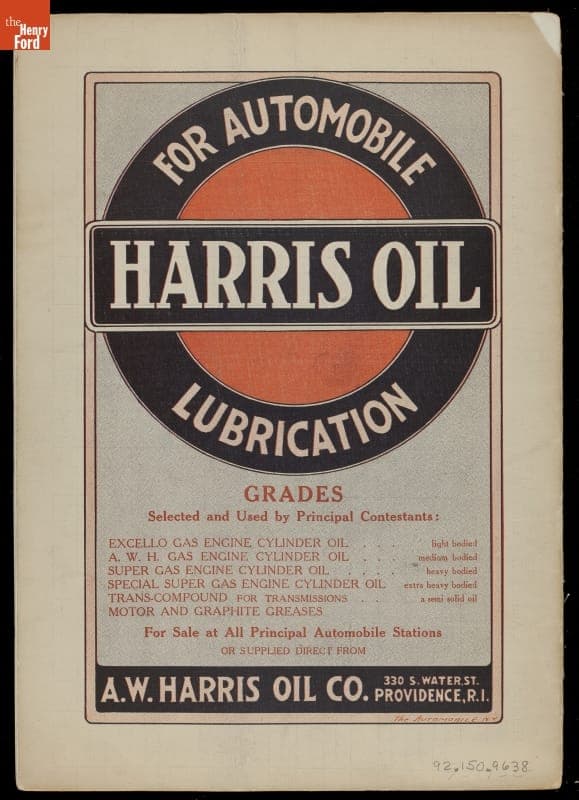 the
Henry
Ford
FOR AUTOMOBILE
HARRIS OIL
LUBRICATION
GRADES
Selected and Used by Principal Contestants:
EXCELLO GAS ENGINE CYLINDER OIL . . . . light bodied
A. W. H. GAS ENGINE CYLINDER OIL . . . . medium bodied
SUPER GAS ENGINE CYLINDER OIL . . . . . heavy bodied
SPECIAL SUPER GAS ENGINE CYLINDER OIL extra heavy bodied
TRANS-COMPOUND FOR TRANSMISSIONS . . a semi solid oil
MOTOR AND GRAPHITE GREASES
For Sale at All Principal Automobile Stations
OR SUPPLIED DIRECT FROM
A.W. HARRIS OIL CO. 330 S. WATER, ST. PROVIDENCE, R.I.
The Automobile N.Y.
92.150.9638